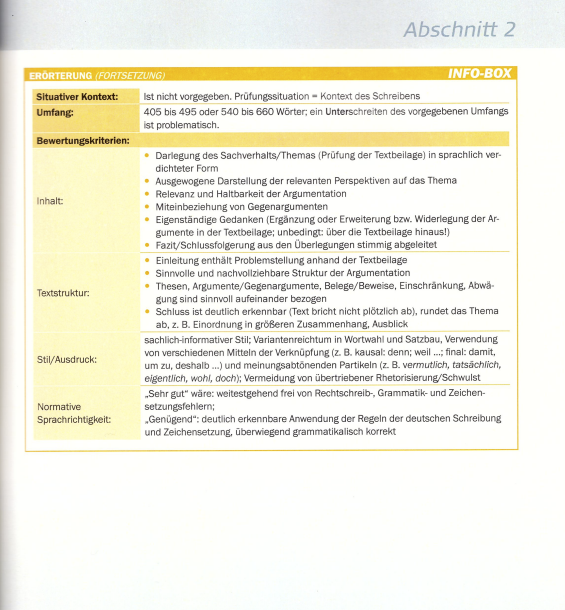 Abschnitt 2
ERÖRTERUNG (FORTSETZUNG) INFO-BOX
Situativer Kontext: Ist nicht vorgegeben. Prüfungssituation = Kontext des Schreibens
Umfang: 405 bis 495 oder 540 bis 660 Wörter; ein Unterschreiten des vorgegebenen Umfangs
ist problematisch.
Bewertungskriterien:
Inhalt:
• Darlegung des Sachverhalts/Themas (Prüfung der Textbeilage) in sprachlich ver-
dichteter Form
• Ausgewogene Darstellung der relevanten Perspektiven auf das Thema
• Relevanz und Haltbarkeit der Argumentation
• Miteinbeziehung von Gegenargumenten
• Eigenständige Gedanken (Ergänzung oder Erweiterung bzw. Widerlegung der Ar-
gumente in der Textbeilage; unbedingt: über die Textbeilage hinaus!)
• Fazit/Schlussfolgerung aus den Überlegungen stimmig abgeleitet
Textstruktur:
• Einleitung enthält Problemstellung anhand der Textbeilage
• Sinnvolle und nachvollziehbare Struktur der Argumentation
• Thesen, Argumente/Gegenargumente, Belege/Beweise, Einschränkung, Abwä-
gung sind sinnvoll aufeinander bezogen
• Schluss ist deutlich erkennbar (Text bricht nicht plötzlich ab), rundet das Thema
ab, z. B. Einordnung in größeren Zusammenhang, Ausblick
Stil/Ausdruck:
sachlich-informativer Stil; Variantenreichtum in Wortwahl und Satzbau, Verwendung
von verschiedenen Mitteln der Verknüpfung (z. B. kausal: denn; weil ...; final: damit,
um zu, deshalb ...) und meinungsabtönenden Partikeln (z. B. vermutlich, tatsächlich,
eigentlich, wohl, doch); Vermeidung von übertriebener Rhetorisierung/Schwulst
Normative
Sprachrichtigkeit:
„Sehr gut“ wäre: weitestgehend frei von Rechtschreib-, Grammatik- und Zeichen-
setzungsfehlern;
„Genügend“: deutlich erkennbare Anwendung der Regeln der deutschen Schreibung
und Zeichensetzung, überwiegend grammatikalisch korrekt